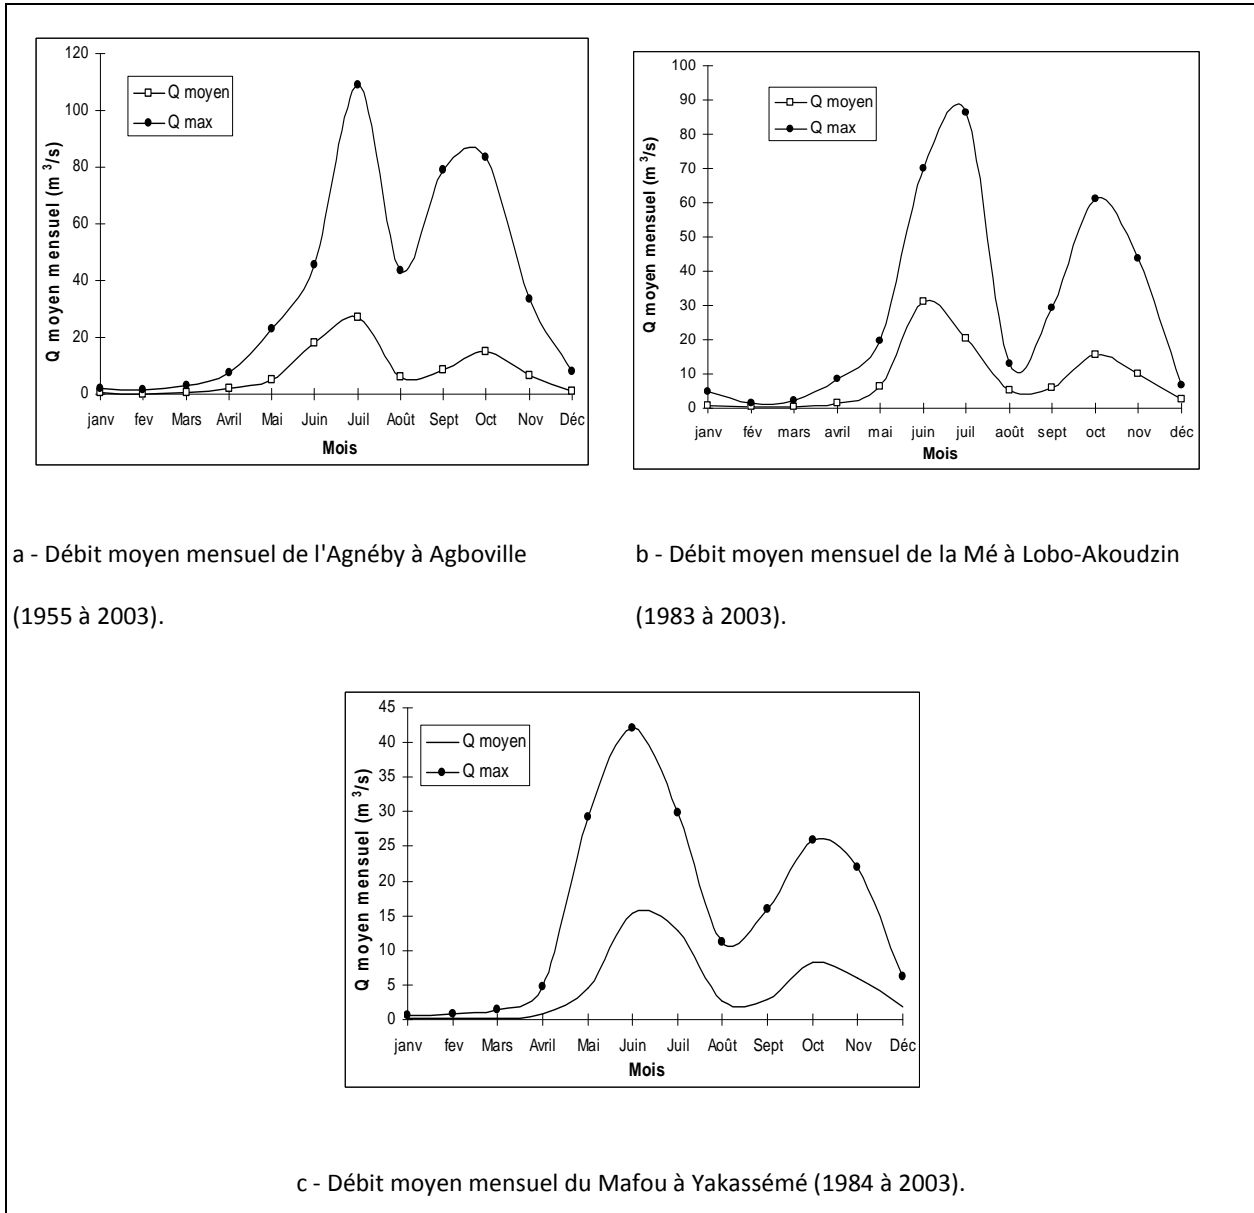 120
100
80
60
40
20
0
Q moyen mensuel (m³/s)
Q moyen
Q max
janv fev Mars Avril Mai Juin Juil Août Sept Oct Nov Déc
Mois
100
90
80
70
60
50
40
30
20
10
0
Q moyen mensuel (m³/s)
Q moyen
Q max
janv fév mars avril mai juin juil août sept oct nov déc
Mois
a - Débit moyen mensuel de l'Agnéby à Agboville
(1955 à 2003).
b - Débit moyen mensuel de la Mé à Lobo-Akoudzin
(1983 à 2003).
45
40
35
30
25
20
15
10
5
0
Q moyen mensuel (m³/s)
Q moyen
Q max
janv fev Mars Avril Mai Juin Juil Août Sept Oct Nov Déc
Mois
c - Débit moyen mensuel du Mafou à Yakassémé (1984 à 2003).